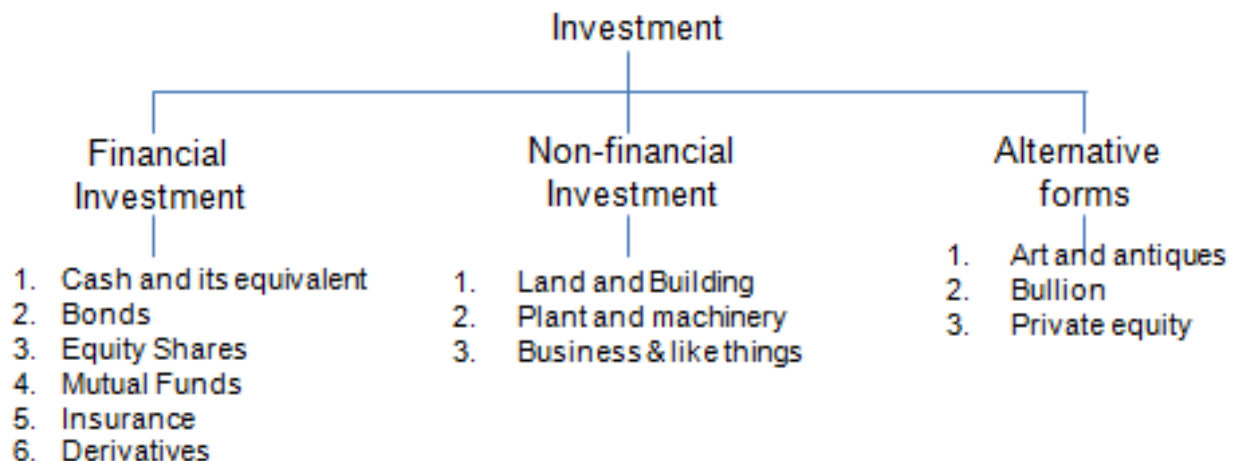 Investment
Financial
Investment
1. Cash and its equivalent
2. Bonds
3. Equity Shares
4. Mutual Funds
5. Insurance
6. Derivatives
Non-financial
Investment
1. Land and Building
2. Plant and machinery
3. Business & like things
Alternative
forms
1. Art and antiques
2. Bullion
3. Private equity